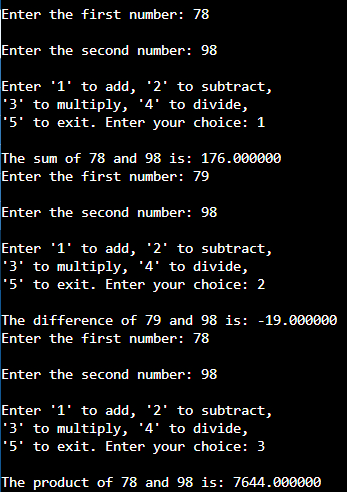 Enter the first number: 78
Enter the second number: 98
Enter '1' to add, '2' to subtract,
'3' to multiply, '4' to divide,
'5' to exit. Enter your choice: 1
The sum of 78 and 98 is: 176.000000
Enter the first number: 79
Enter the second number: 98
Enter '1' to add, '2' to subtract,
'3' to multiply, '4' to divide,
'5' to exit. Enter your choice: 2
The difference of 79 and 98 is: -19.000000
Enter the first number: 78
Enter the second number: 98
Enter '1' to add, '2' to subtract,
'3' to multiply, '4' to divide,
'5' to exit. Enter your choice: 3
The product of 78 and 98 is: 7644.000000